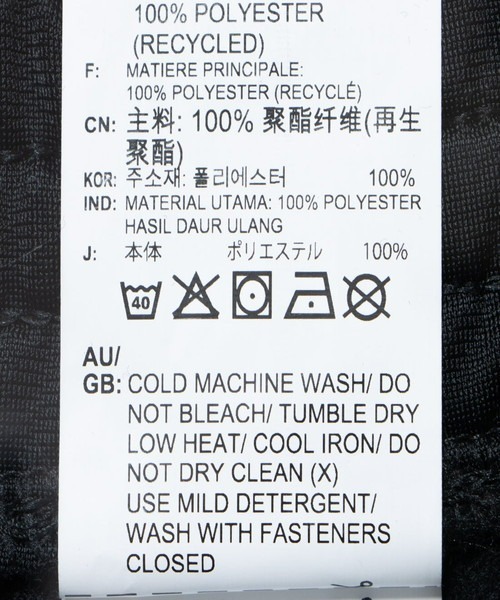 100% POLYESTER
(RECYCLED)
F: MATIERE PRINCIPALE:
100% POLYESTER (RECYCLÉ)
CN: 主料: 100% 聚酯纤维(再生
聚酯)
KOR: 주소재: 폴리에스터 100%
IND: MATERIAL UTAMA: 100% POLYESTER
HASIL DAUR ULANG
J: 本体 ポリエステル 100%
40
AU/
GB: COLD MACHINE WASH/ DO
NOT BLEACH/ TUMBLE DRY
LOW HEAT/ COOL IRON/ DO
NOT DRY CLEAN (X)
USE MILD DETERGENT/
WASH WITH FASTENERS
CLOSED